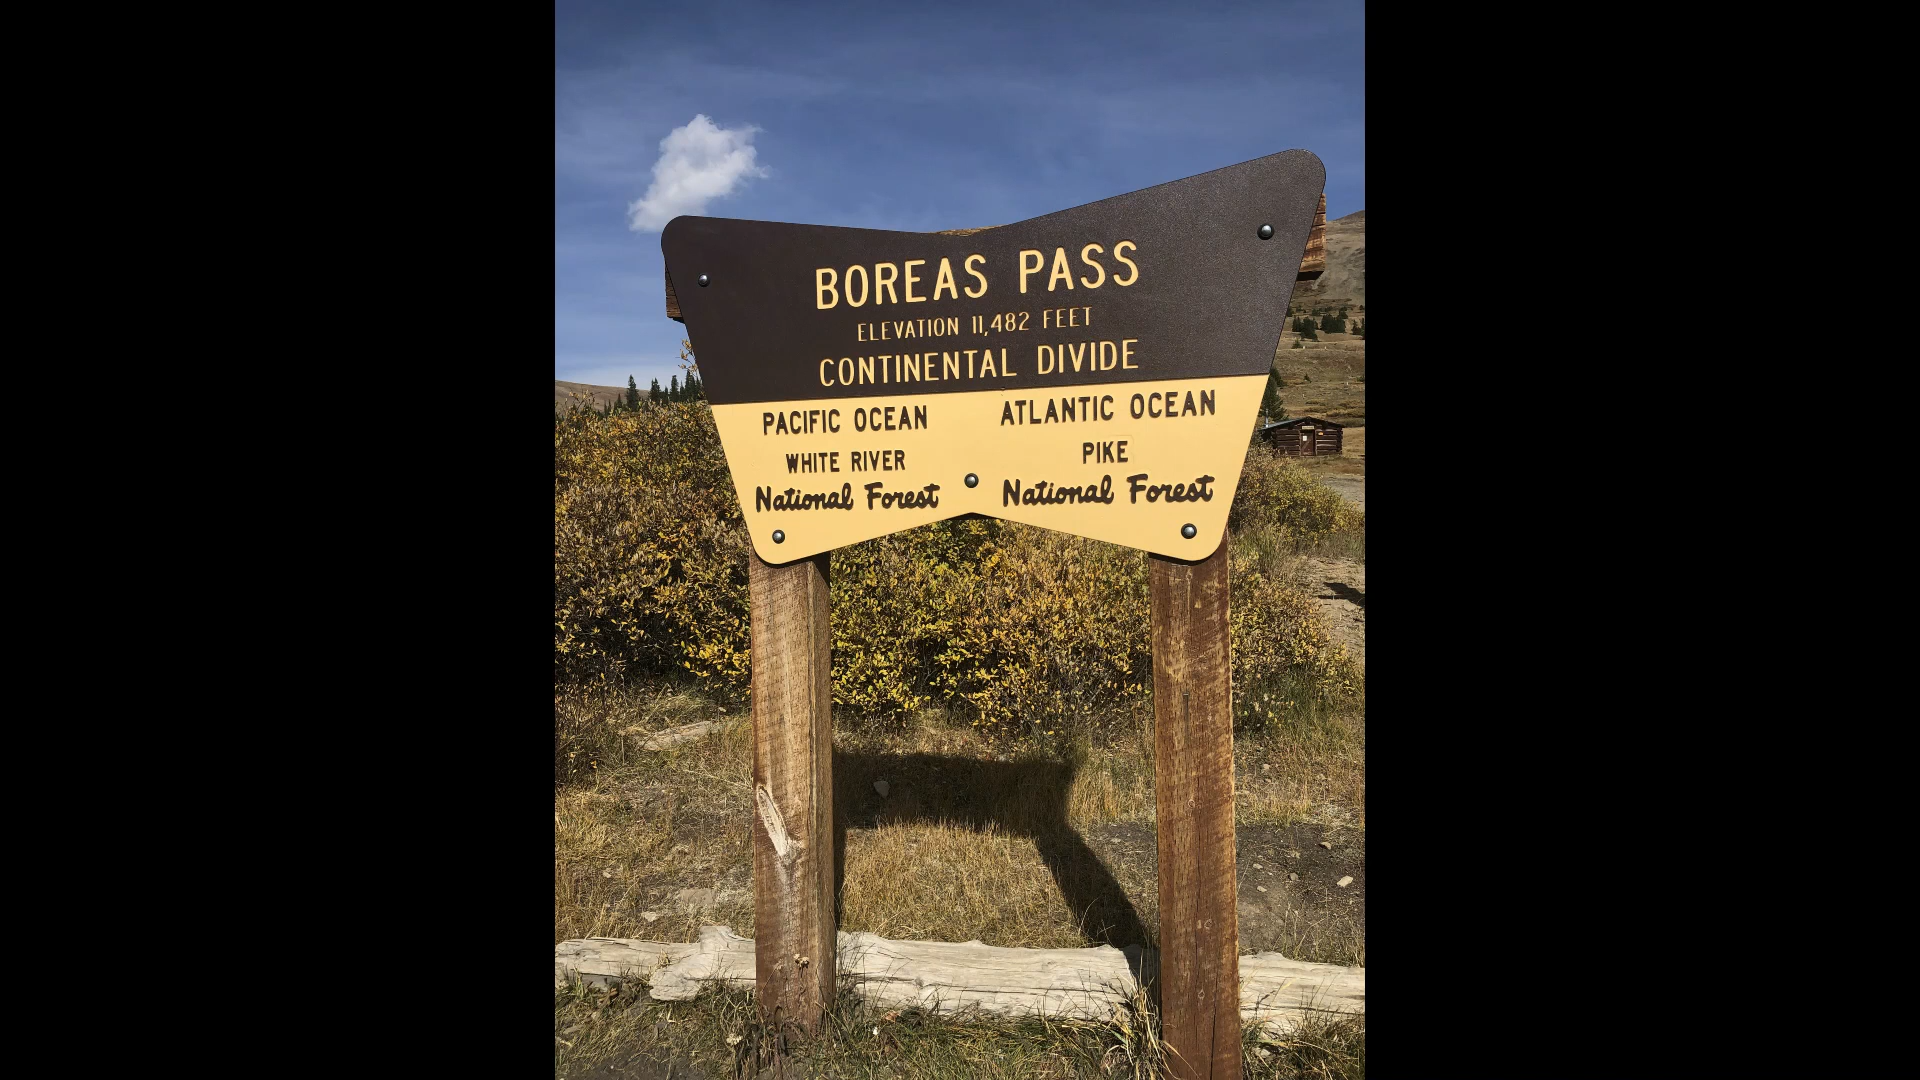 BOREAS PASS
ELEVATION 11,482 FEET
CONTINENTAL DIVIDE
PACIFIC OCEAN
WHITE RIVER
National Forest
ATLANTIC OCEAN
PIKE
National Forest